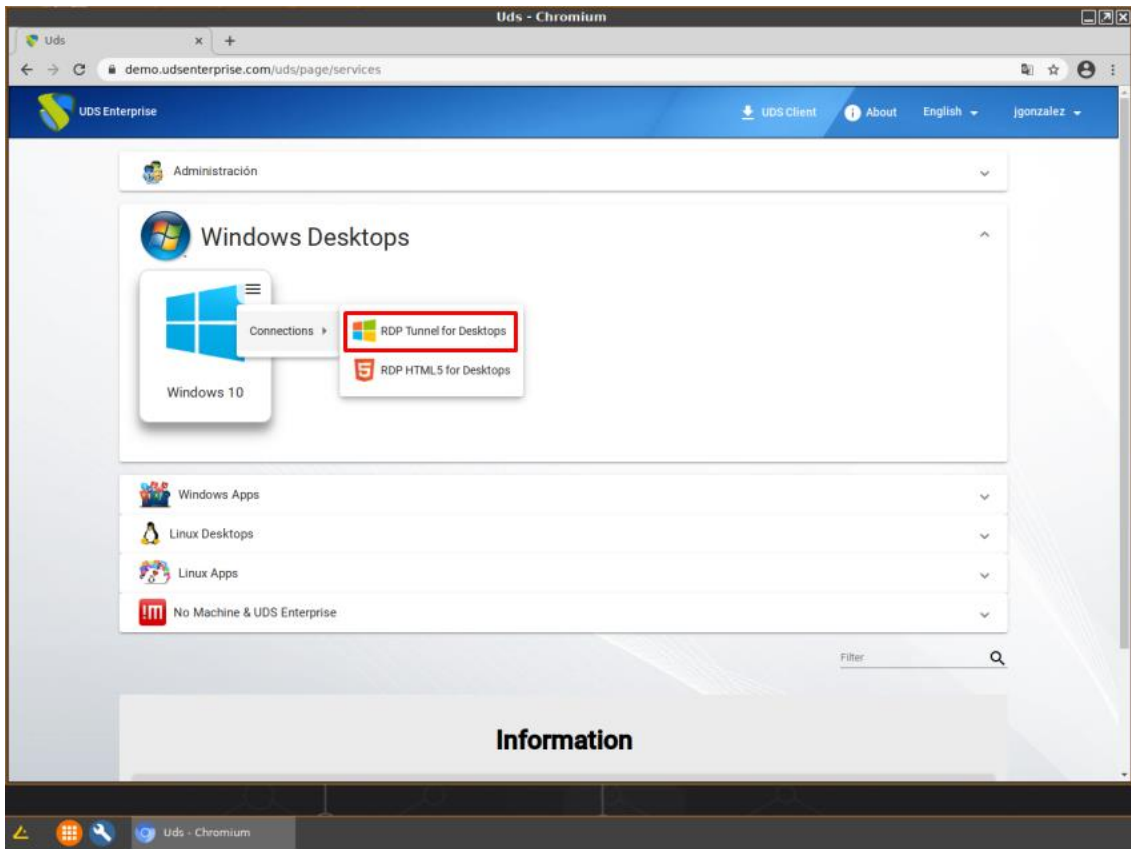 Uds - Chromium
Uds
demo.udsenterprise.com/uds/page/services
UDS Enterprise
UDS Client
About
English
jgonzalez
Administración
Windows Desktops
Connections
RDP Tunnel for Desktops
RDP HTML5 for Desktops
Windows 10
Windows Apps
Linux Desktops
Linux Apps
No Machine & UDS Enterprise
Filter
Information
Uds - Chromium